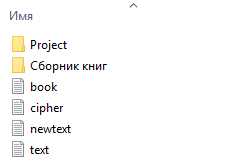 Имя
Project
Сборник книг
book
cipher
newtext
text